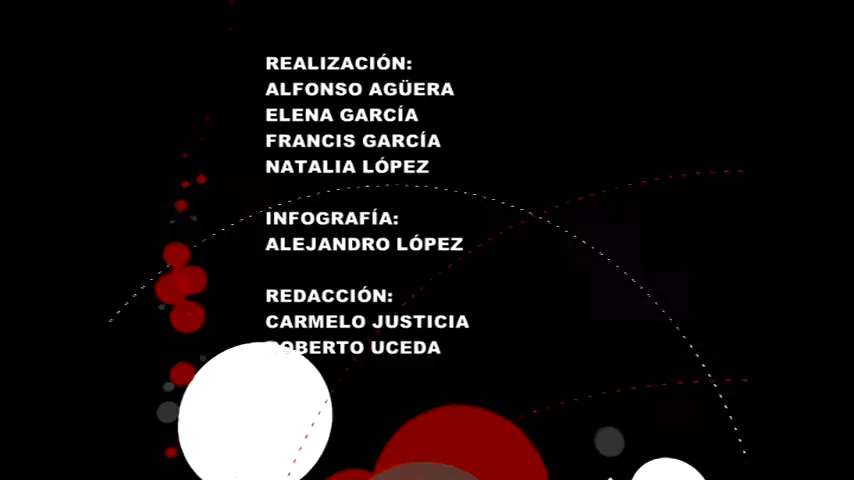 REALIZACIÓN:
ALFONSO AGÜERA
ELENA GARCÍA
FRANCIS GARCÍA
NATALIA LÓPEZ
INFOGRAFÍA:
ALEJANDRO LÓPEZ
REDACCIÓN:
CARMELO JUSTICIA
ROBERTO UCEDA